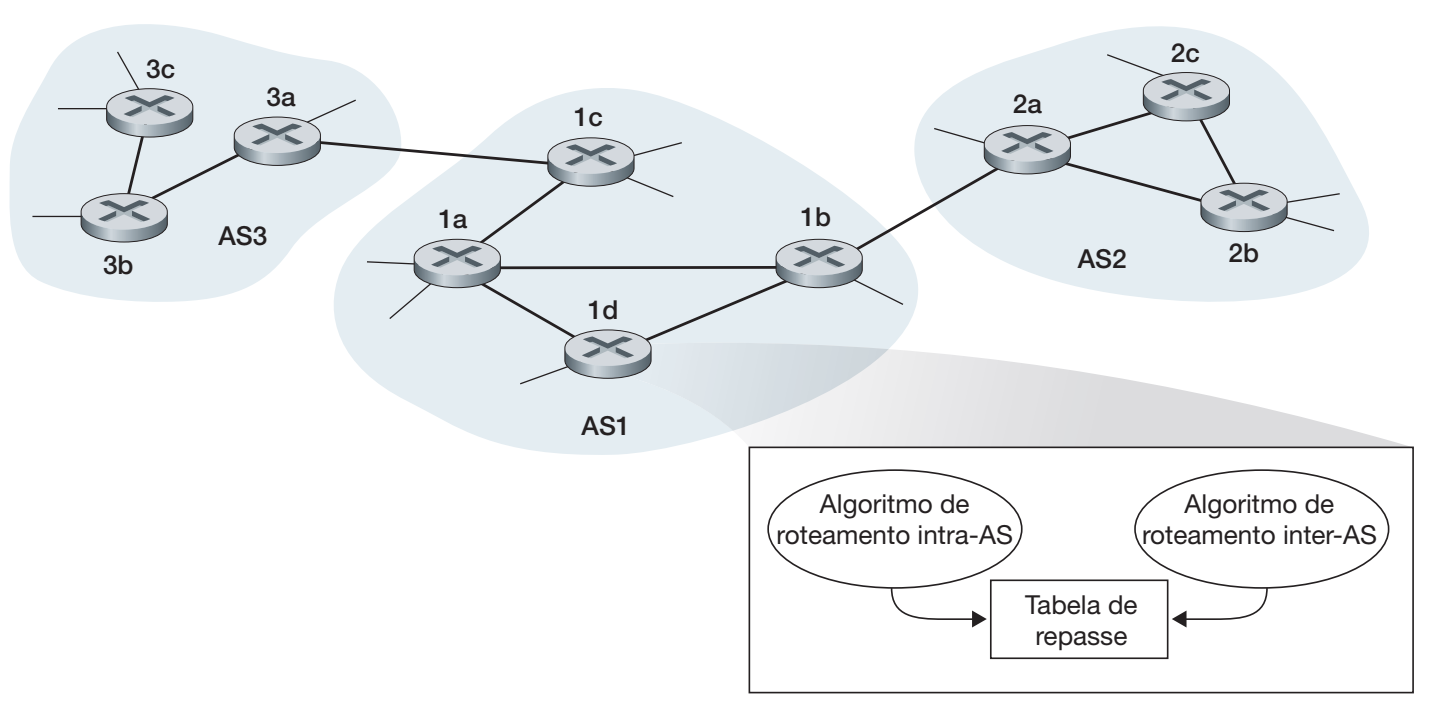 3c
3a
3b
AS3
1c
1a
1b
1d
AS1
2c
2a
2b
AS2
Algoritmo de
roteamento intra-AS
Algoritmo de
roteamento inter-AS
Tabela de
repasse